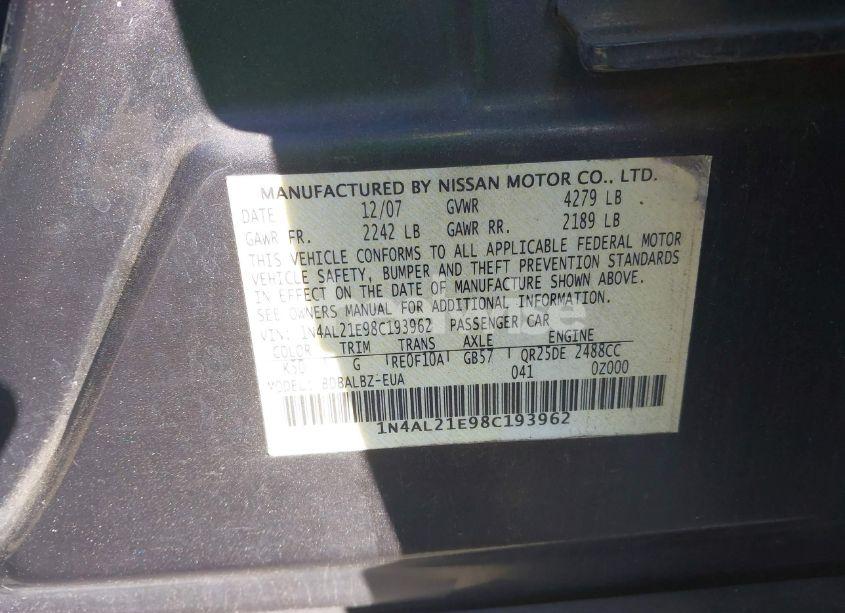 MANUFACTURED BY NISSAN MOTOR CO., LTD.
DATE 12/07 GVWR 4279 LB
GAWR FR. 2242 LB GAWR RR. 2189 LB
THIS VEHICLE CONFORMS TO ALL APPLICABLE FEDERAL MOTOR
VEHICLE SAFETY, BUMPER AND THEFT PREVENTION STANDARDS
IN EFFECT ON THE DATE OF MANUFACTURE SHOWN ABOVE.
SEE OWNERS MANUAL FOR ADDITIONAL INFORMATION.
VIN: 1N4AL21E98C193962 PASSENGER CAR
COLOR TRIM TRANS AXLE ENGINE
K50 G RE0F10A GB57 QR25DE 2488CC
041 0Z000
MODEL: BDBALBZ-EUA
1N4AL21E98C193962